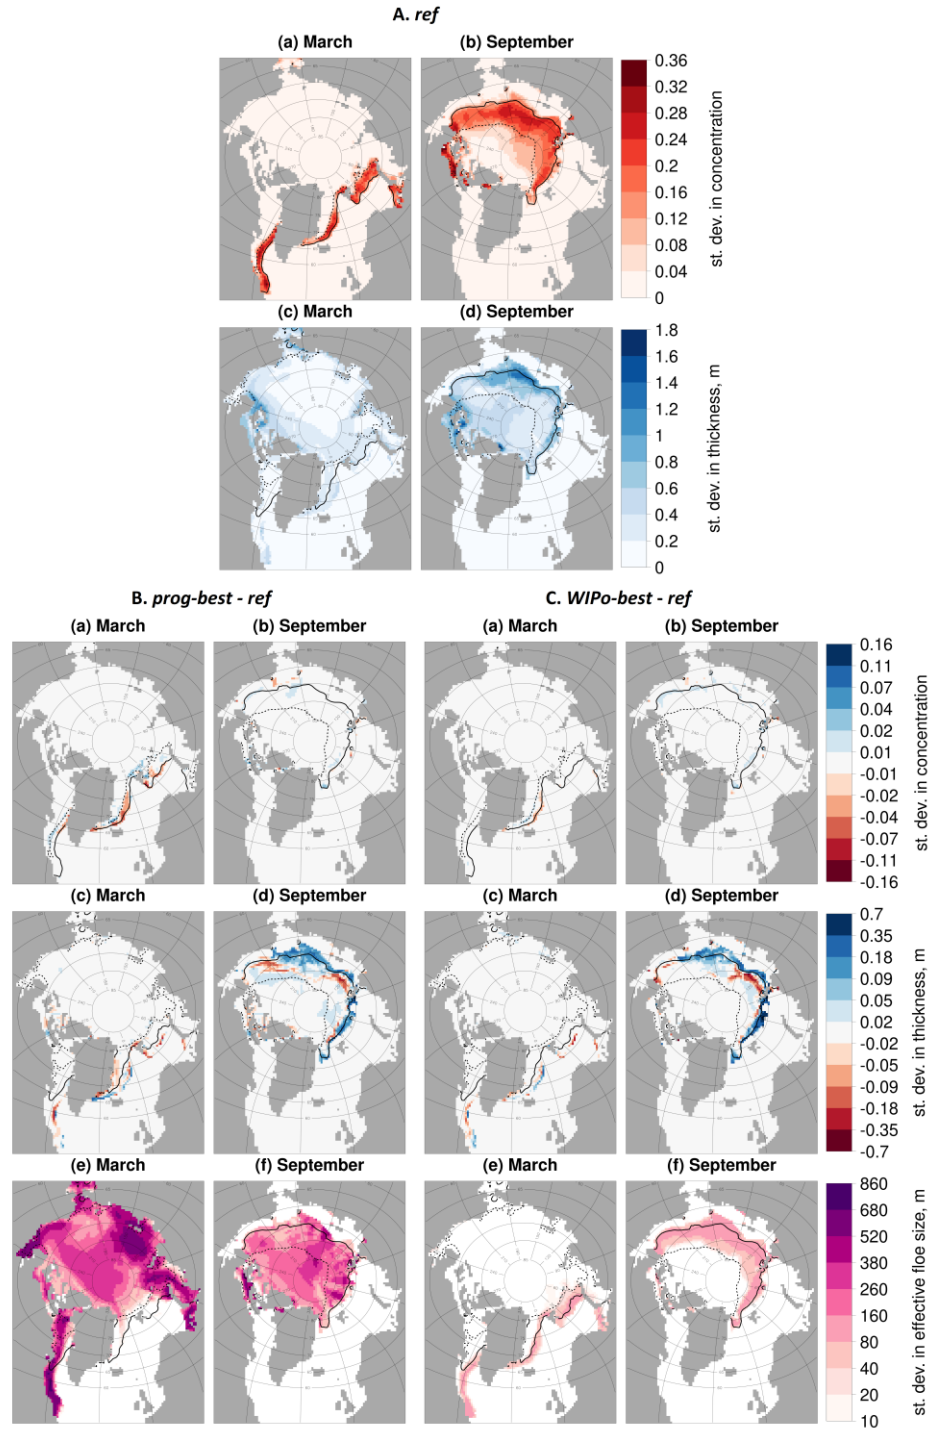 A. ref
(a) March
(b) September
0.36
0.32
0.28
0.24
0.2
0.16
0.12
0.08
0.04
0
st. dev. in concentration
(c) March
(d) September
1.8
1.6
1.4
1.2
1
0.8
0.6
0.4
0.2
0
st. dev. in thickness, m
B. prog-best - ref
C. WIPo-best - ref
(a) March
(b) September
(a) March
(b) September
0.16
0.11
0.07
0.04
0.02
0.01
-0.01
-0.02
-0.04
-0.07
-0.11
-0.16
st. dev. in concentration
(c) March
(d) September
(c) March
(d) September
0.7
0.35
0.18
0.09
0.05
0.02
-0.02
-0.05
-0.09
-0.18
-0.35
-0.7
st. dev. in thickness, m
(e) March
(f) September
(e) March
(f) September
860
680
520
380
260
160
80
40
20
10
st. dev. in effective floe size, m